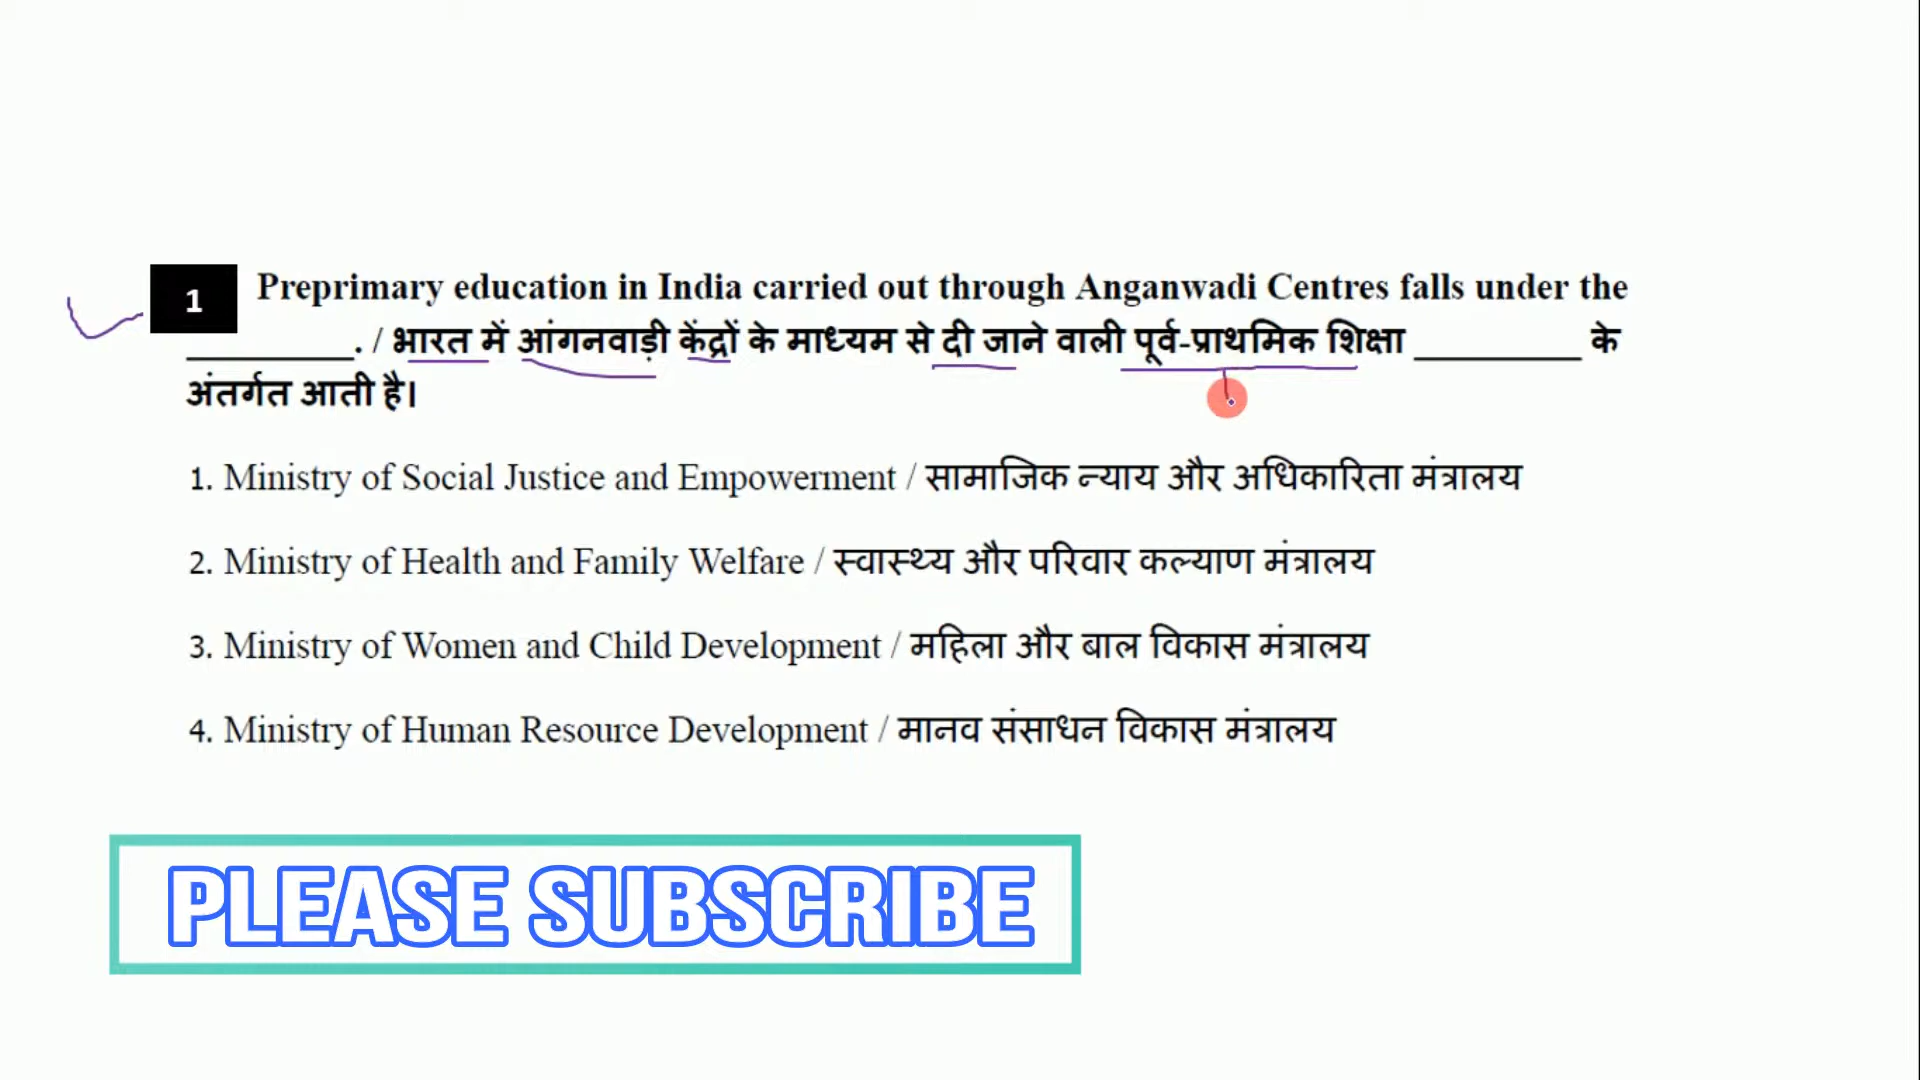 1 Preprimary education in India carried out through Anganwadi Centres falls under the
_________. / भारत में आंगनवाड़ी केंद्रों के माध्यम से दी जाने वाली पूर्व-प्राथमिक शिक्षा _________ के
अंतर्गत आती है।
1. Ministry of Social Justice and Empowerment / सामाजिक न्याय और अधिकारिता मंत्रालय
2. Ministry of Health and Family Welfare / स्वास्थ्य और परिवार कल्याण मंत्रालय
3. Ministry of Women and Child Development / महिला और बाल विकास मंत्रालय
4. Ministry of Human Resource Development / मानव संसाधन विकास मंत्रालय
PLEASE SUBSCRIBE